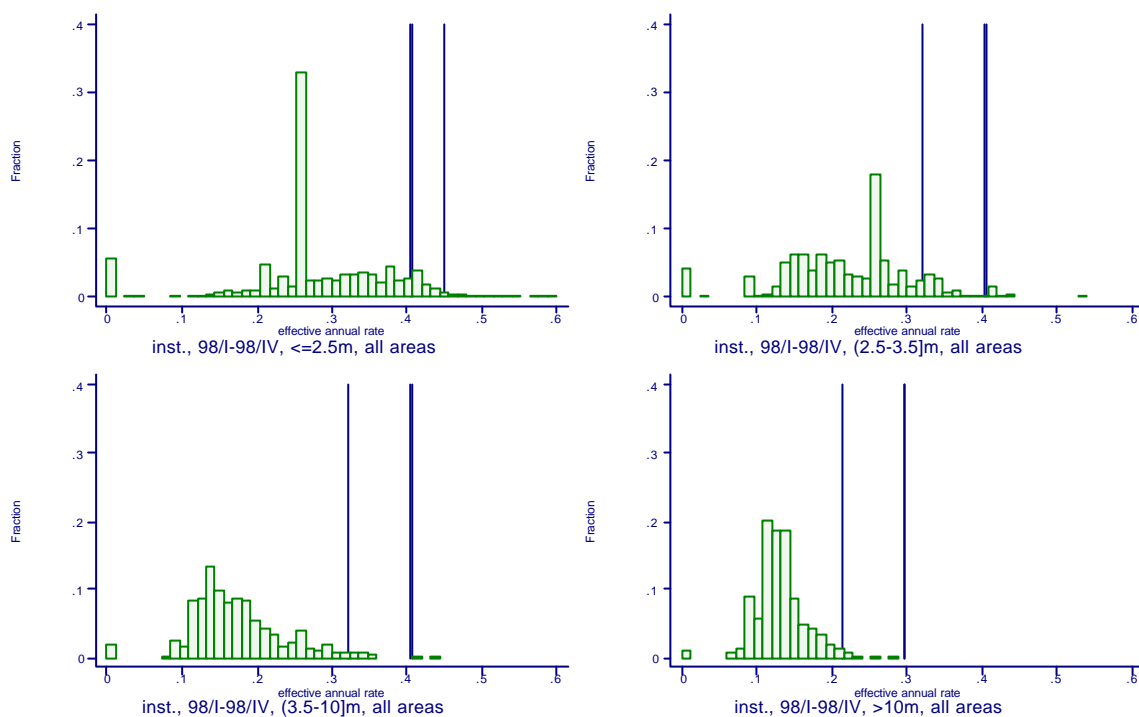 .4
.3
.2
.1
0
Fraction
0 .1 .2 .3 .4 .5 .6
effective annual rate
inst., 98/I-98/IV, <=2.5m, all areas
.4
.3
.2
.1
0
Fraction
0 .1 .2 .3 .4 .5 .6
effective annual rate
inst., 98/I-98/IV, (2.5-3.5]m, all areas
.4
.3
.2
.1
0
Fraction
0 .1 .2 .3 .4 .5 .6
effective annual rate
inst., 98/I-98/IV, (3.5-10]m, all areas
.4
.3
.2
.1
0
Fraction
0 .1 .2 .3 .4 .5 .6
effective annual rate
inst., 98/I-98/IV, >10m, all areas